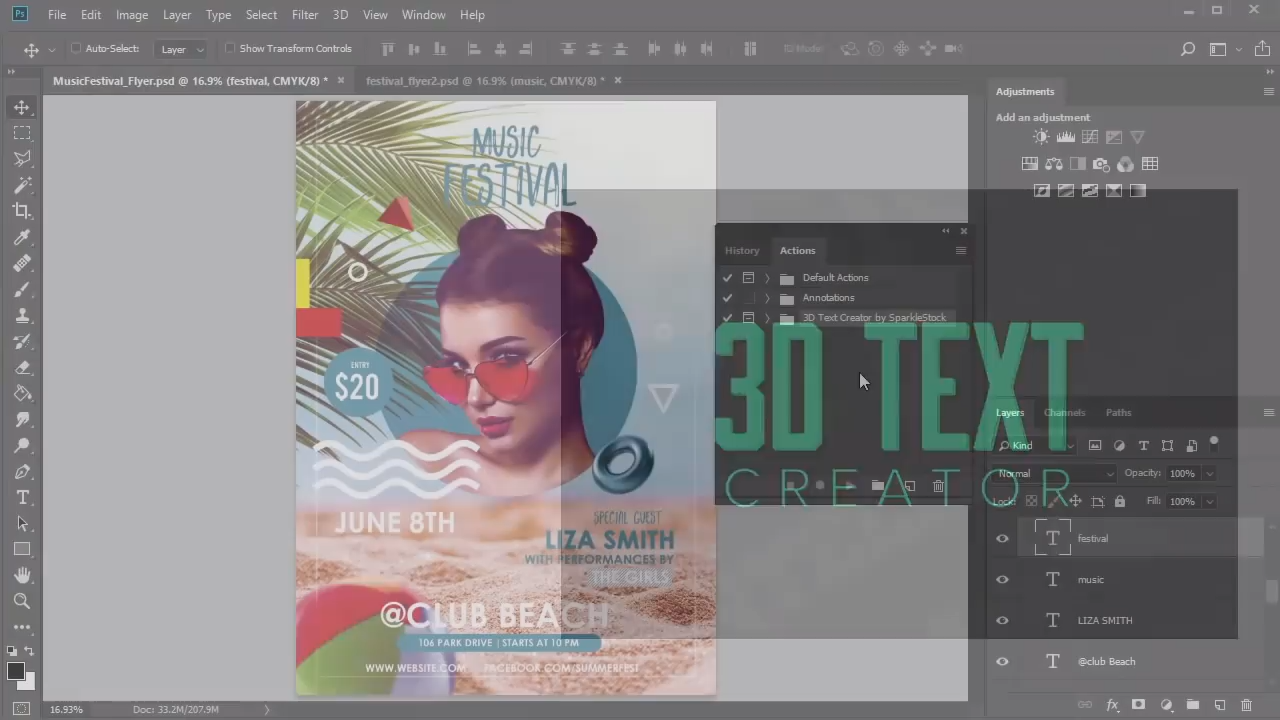 Ps File Edit Image Layer Type Select Filter 3D View Window Help
Auto-Select: Layer Show Transform Controls
MusicFestival_Flyer.psd @ 16.9% (festival, CMYK/8) * festival_flyer2.psd @ 16.9% (music, CMYK/8) *
Adjustments
Add an adjustment
MUSIC
FESTIVAL
History Actions
Default Actions
Annotations
3D Text Creator by SparkleStock
3D TEXT
CREATOR
ENTRY
$20
JUNE 8TH
SPECIAL GUEST
LIZA SMITH
WITH PERFORMANCES BY
THE GIRLS
@CLUB BEACH
106 PARK DRIVE | STARTS AT 10 PM
WWW.WEBSITE.COM FACEBOOK.COM/SUMMERFEST
Layers Channels Paths
Kind
Normal Opacity: 100%
Lock: Fill: 100%
T festival
T music
T LIZA SMITH
T @club Beach
16.93% Doc: 33.2M/207.9M